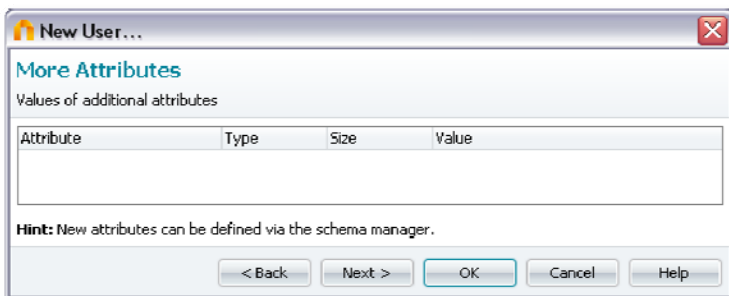 New User...
More Attributes
Values of additional attributes
Attribute Type Size Value
Hint: New attributes can be defined via the schema manager.
< Back Next > OK Cancel Help